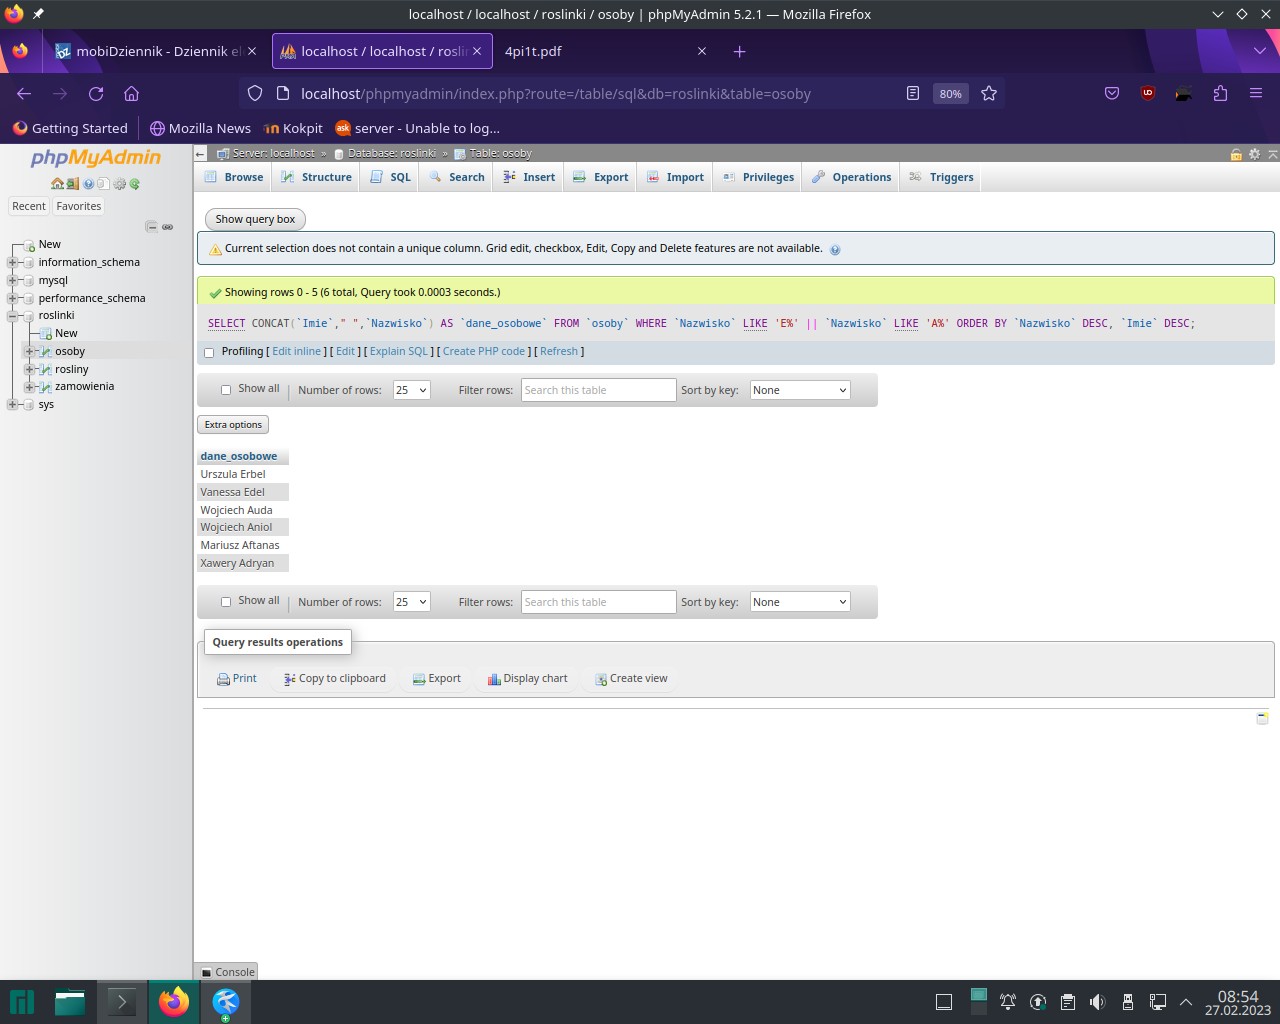 localhost / localhost / roslinki / osoby | phpMyAdmin 5.2.1 — Mozilla Firefox
mobiDziennik - Dziennik el
localhost / localhost / rosli
4pi1t.pdf
localhost/phpmyadmin/index.php?route=/table/sql&db=roslinki&table=osoby
80%
Getting Started
Mozilla News
Kokpit
server - Unable to log...
phpMyAdmin
Recent
Favorites
New
information_schema
mysql
performance_schema
roslinki
New
osoby
rosliny
zamowienia
sys
Server: localhost » Database: roslinki » Table: osoby
Browse
Structure
SQL
Search
Insert
Export
Import
Privileges
Operations
Triggers
Show query box
Current selection does not contain a unique column. Grid edit, checkbox, Edit, Copy and Delete features are not available.
Showing rows 0 - 5 (6 total, Query took 0.0003 seconds.)
SELECT CONCAT(`Imie`," ",`Nazwisko`) AS `dane_osobowe` FROM `osoby` WHERE `Nazwisko` LIKE 'E%' || `Nazwisko` LIKE 'A%' ORDER BY `Nazwisko` DESC, `Imie` DESC;
Profiling [ Edit inline ] [ Edit ] [ Explain SQL ] [ Create PHP code ] [ Refresh ]
Show all
Number of rows: 25
Filter rows: Search this table
Sort by key: None
Extra options
dane_osobowe
Urszula Erbel
Vanessa Edel
Wojciech Auda
Wojciech Aniol
Mariusz Aftanas
Xawery Adryan
Show all
Number of rows: 25
Filter rows: Search this table
Sort by key: None
Query results operations
Print
Copy to clipboard
Export
Display chart
Create view
Console
08:54
27.02.2023